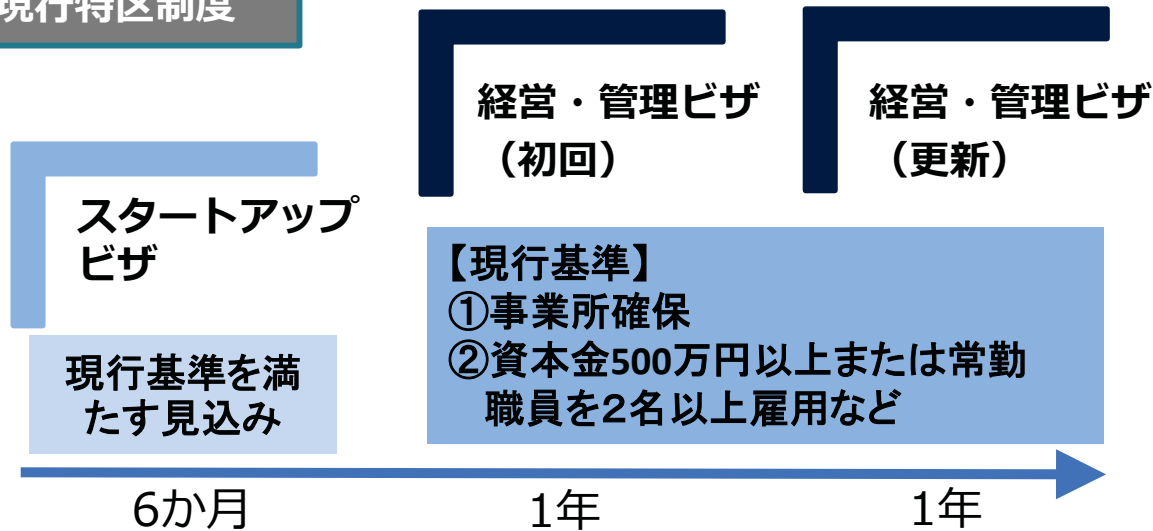 現行特区制度
経営・管理ビザ
（初回）
経営・管理ビザ
（更新）
スタートアップ
ビザ
【現行基準】
①事業所確保
②資本金500万円以上または常勤
職員を２名以上雇用など
現行基準を満
たす見込み
6か月
1年
1年